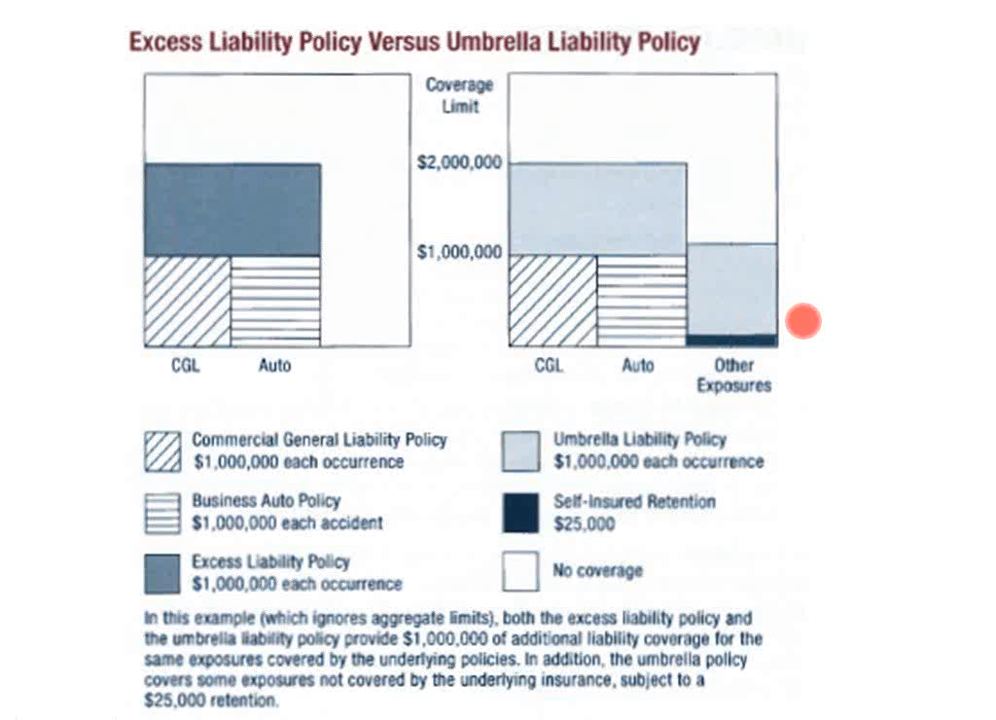 Excess Liability Policy Versus Umbrella Liability Policy
Coverage
Limit
$2,000,000
$1,000,000
CGL
Auto
CGL
Auto
Other
Exposures
Commercial General Liability Policy
$1,000,000 each occurrence
Business Auto Policy
$1,000,000 each accident
Excess Liability Policy
$1,000,000 each occurrence
Umbrella Liability Policy
$1,000,000 each occurrence
Self-Insured Retention
$25,000
No coverage
In this example (which ignores aggregate limits), both the excess liability policy and
the umbrella liability policy provide $1,000,000 of additional liability coverage for the
same exposures covered by the underlying policies. In addition, the umbrella policy
covers some exposures not covered by the underlying insurance, subject to a
$25,000 retention.